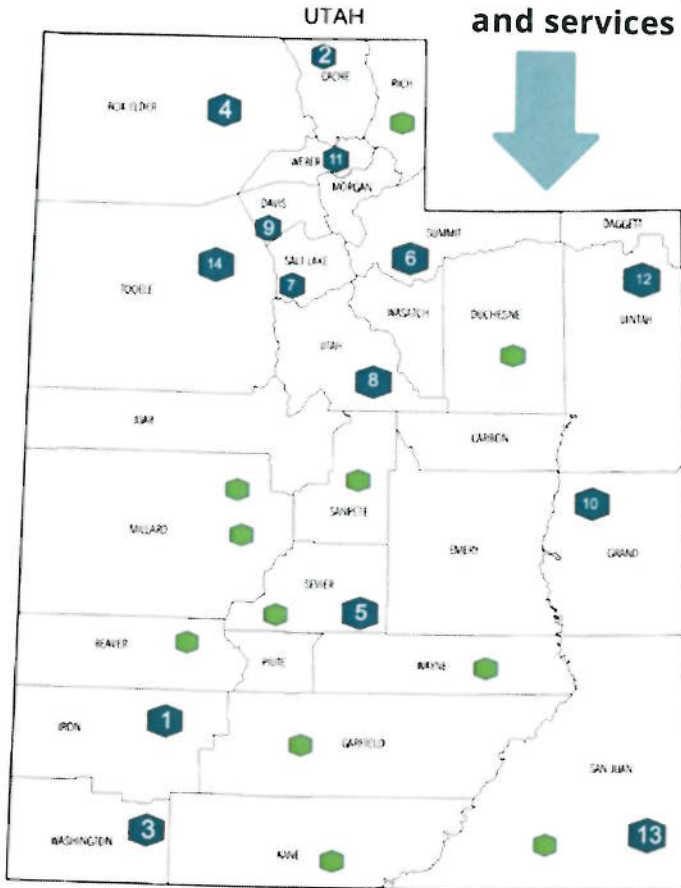 UTAH
and services
2
CACHE
RICH
BOX ELDER
4
WEBER
11
MORGAN
DAVIS
9
SUMMIT
DAGGETT
14
SALT LAKE
6
12
TOOELE
7
WASATCH
DUCHESNE
UINTAH
UTAH
8
JUAB
CARBON
SANPETE
10
MILLARD
EMERY
GRAND
SEVIER
5
BEAVER
PIUTE
WAYNE
IRON
1
GARFIELD
SAN JUAN
WASHINGTON
3
KANE
13